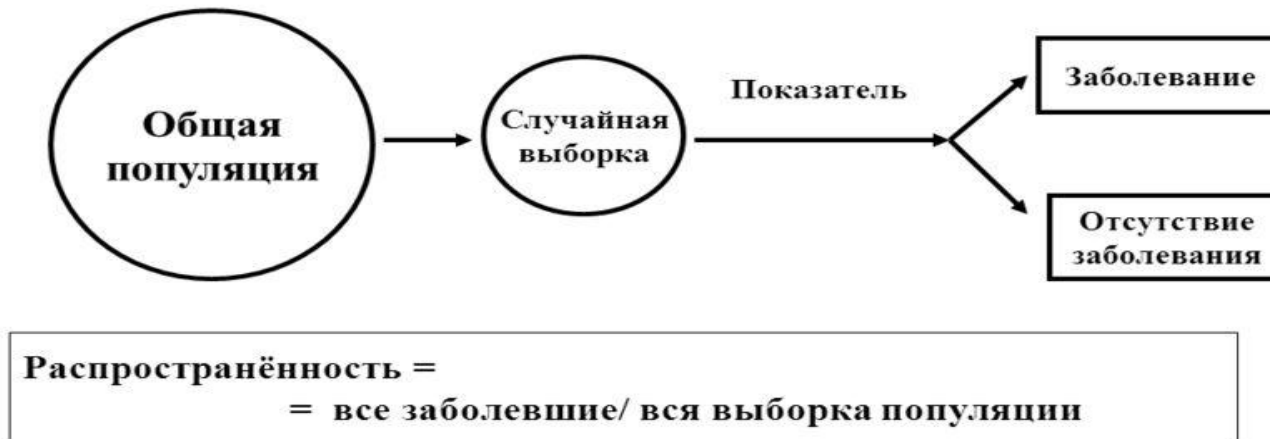 Общая
популяция
Случайная
выборка
Показатель
Заболевание
Отсутствие
заболевания
Распространённость =
= все заболевшие/ вся выборка популяции